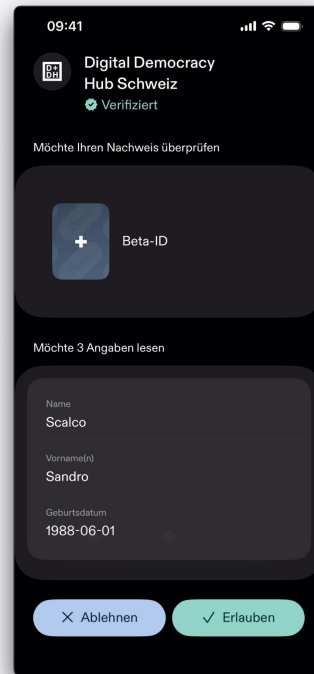 09:41
D+
DH
Digital Democracy
Hub Schweiz
Verifiziert
Möchte Ihren Nachweis überprüfen
Beta-ID
Möchte 3 Angaben lesen
Name
Scalco
Vorname(n)
Sandro
Geburtsdatum
1988-06-01
Ablehnen
Erlauben